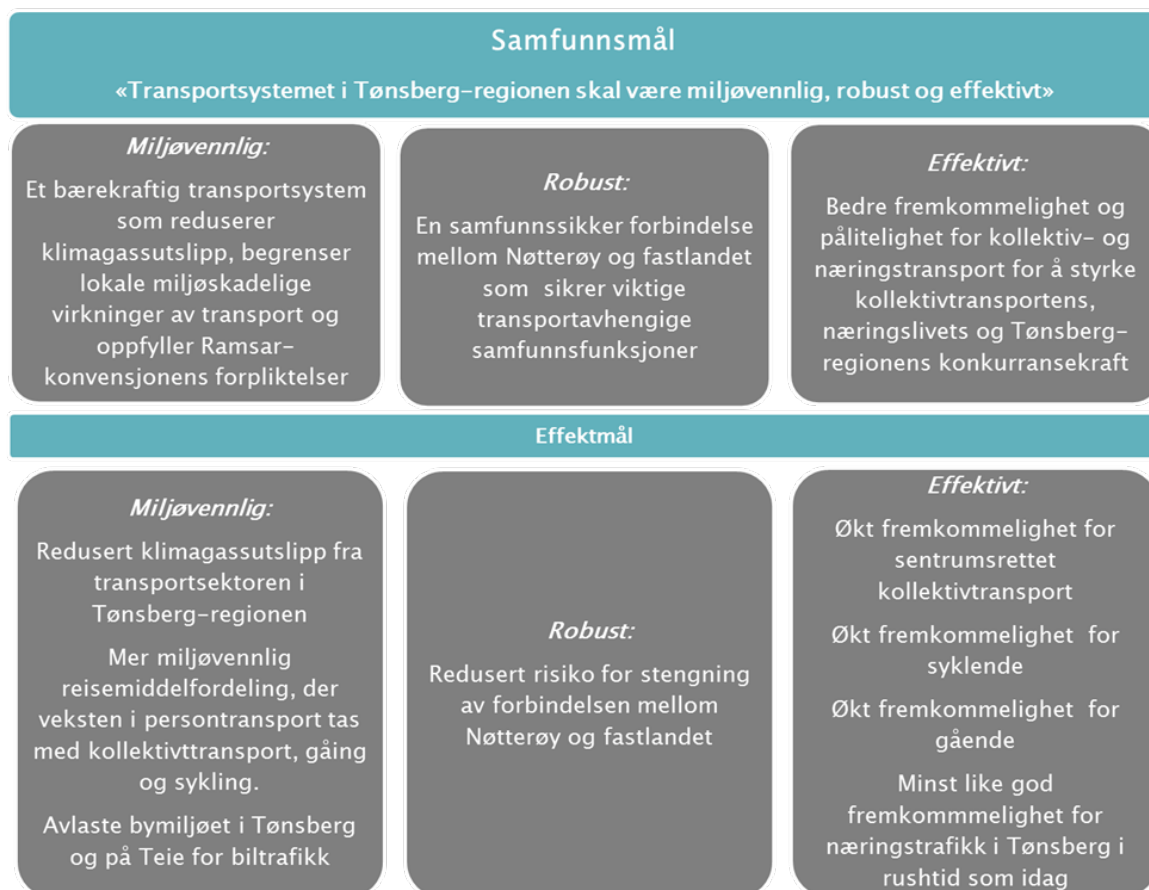 Samfunnsmål
«Transportsystemet i Tønsberg-regionen skal være miljøvennlig, robust og effektivt»
Miljøvennlig:
Et bærekraftig transportsystem
som reduserer
klimagassutslipp, begrenser
lokale miljøskadelige
virkninger av transport og
oppfyller Ramsar-
konvensjonens forpliktelser
Robust:
En samfunnssikker forbindelse
mellom Nøtterøy og fastlandet
som sikrer viktige
transportavhengige
samfunnsfunksjoner
Effektivt:
Bedre fremkommelighet og
pålitelighet for kollektiv- og
næringstransport for å styrke
kollektivtransportens,
næringslivets og Tønsberg-
regionens konkurransekraft
Effektmål
Miljøvennlig:
Redusert klimagassutslipp fra
transportsektoren i
Tønsberg-regionen
Mer miljøvennlig
reisemiddelfordeling, der
veksten i persontransport tas
med kollektivttransport, gåing
og sykling.
Avlaste bymiljøet i Tønsberg
og på Teie for biltrafikk
Robust:
Redusert risiko for stengning
av forbindelsen mellom
Nøtterøy og fastlandet
Effektivt:
Økt fremkommelighet for
sentrumsrettet
kollektivtransport
Økt fremkommelighet for
syklende
Økt fremkommelighet for
gående
Minst like god
fremkommmelighet for
næringstrafikk i Tønsberg i
rushtid som idag